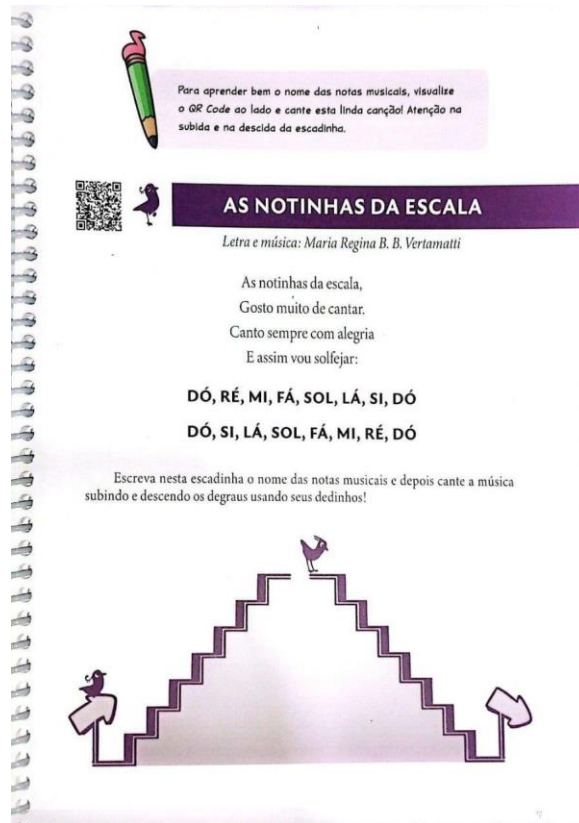 Para aprender bem o nome das notas musicais, visualize
o QR Code ao lado e cante esta linda canção! Atenção na
subida e na descida da escadinha.
AS NOTINHAS DA ESCALA
Letra e música: Maria Regina B. B. Vertamatti
As notinhas da escala,
Gosto muito de cantar.
Canto sempre com alegria
E assim vou solfejar:
DÓ, RÉ, MI, FÁ, SOL, LÁ, SI, DÓ
DÓ, SI, LÁ, SOL, FÁ, MI, RÉ, DÓ
Escreva nesta escadinha o nome das notas musicais e depois cante a música
subindo e descendo os degraus usando seus dedinhos!